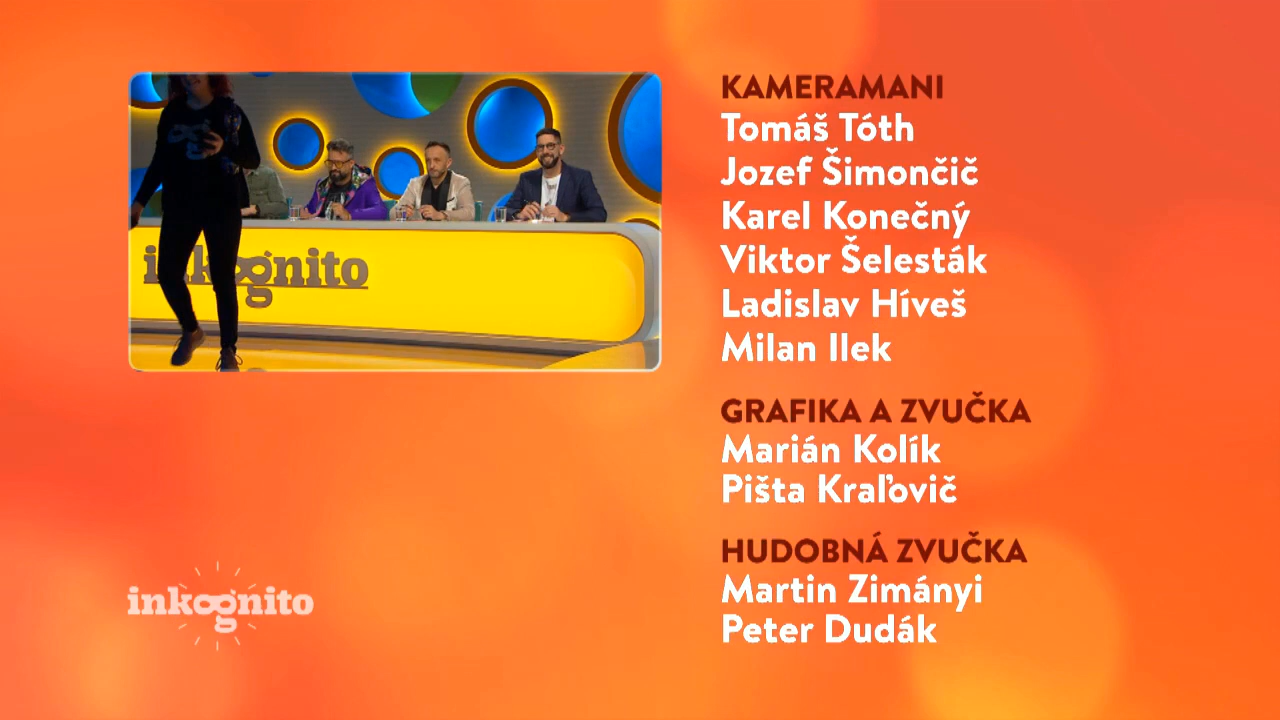 inkognito
KAMERAMANI
Tomáš Tóth
Jozef Šimončič
Karel Konečný
Viktor Šelesták
Ladislav Híveš
Milan Ilek
GRAFIKA A ZVUČKA
Marián Kolík
Pišta Kraľovič
HUDOBNÁ ZVUČKA
Martin Zimányi
Peter Dudák
inkognito